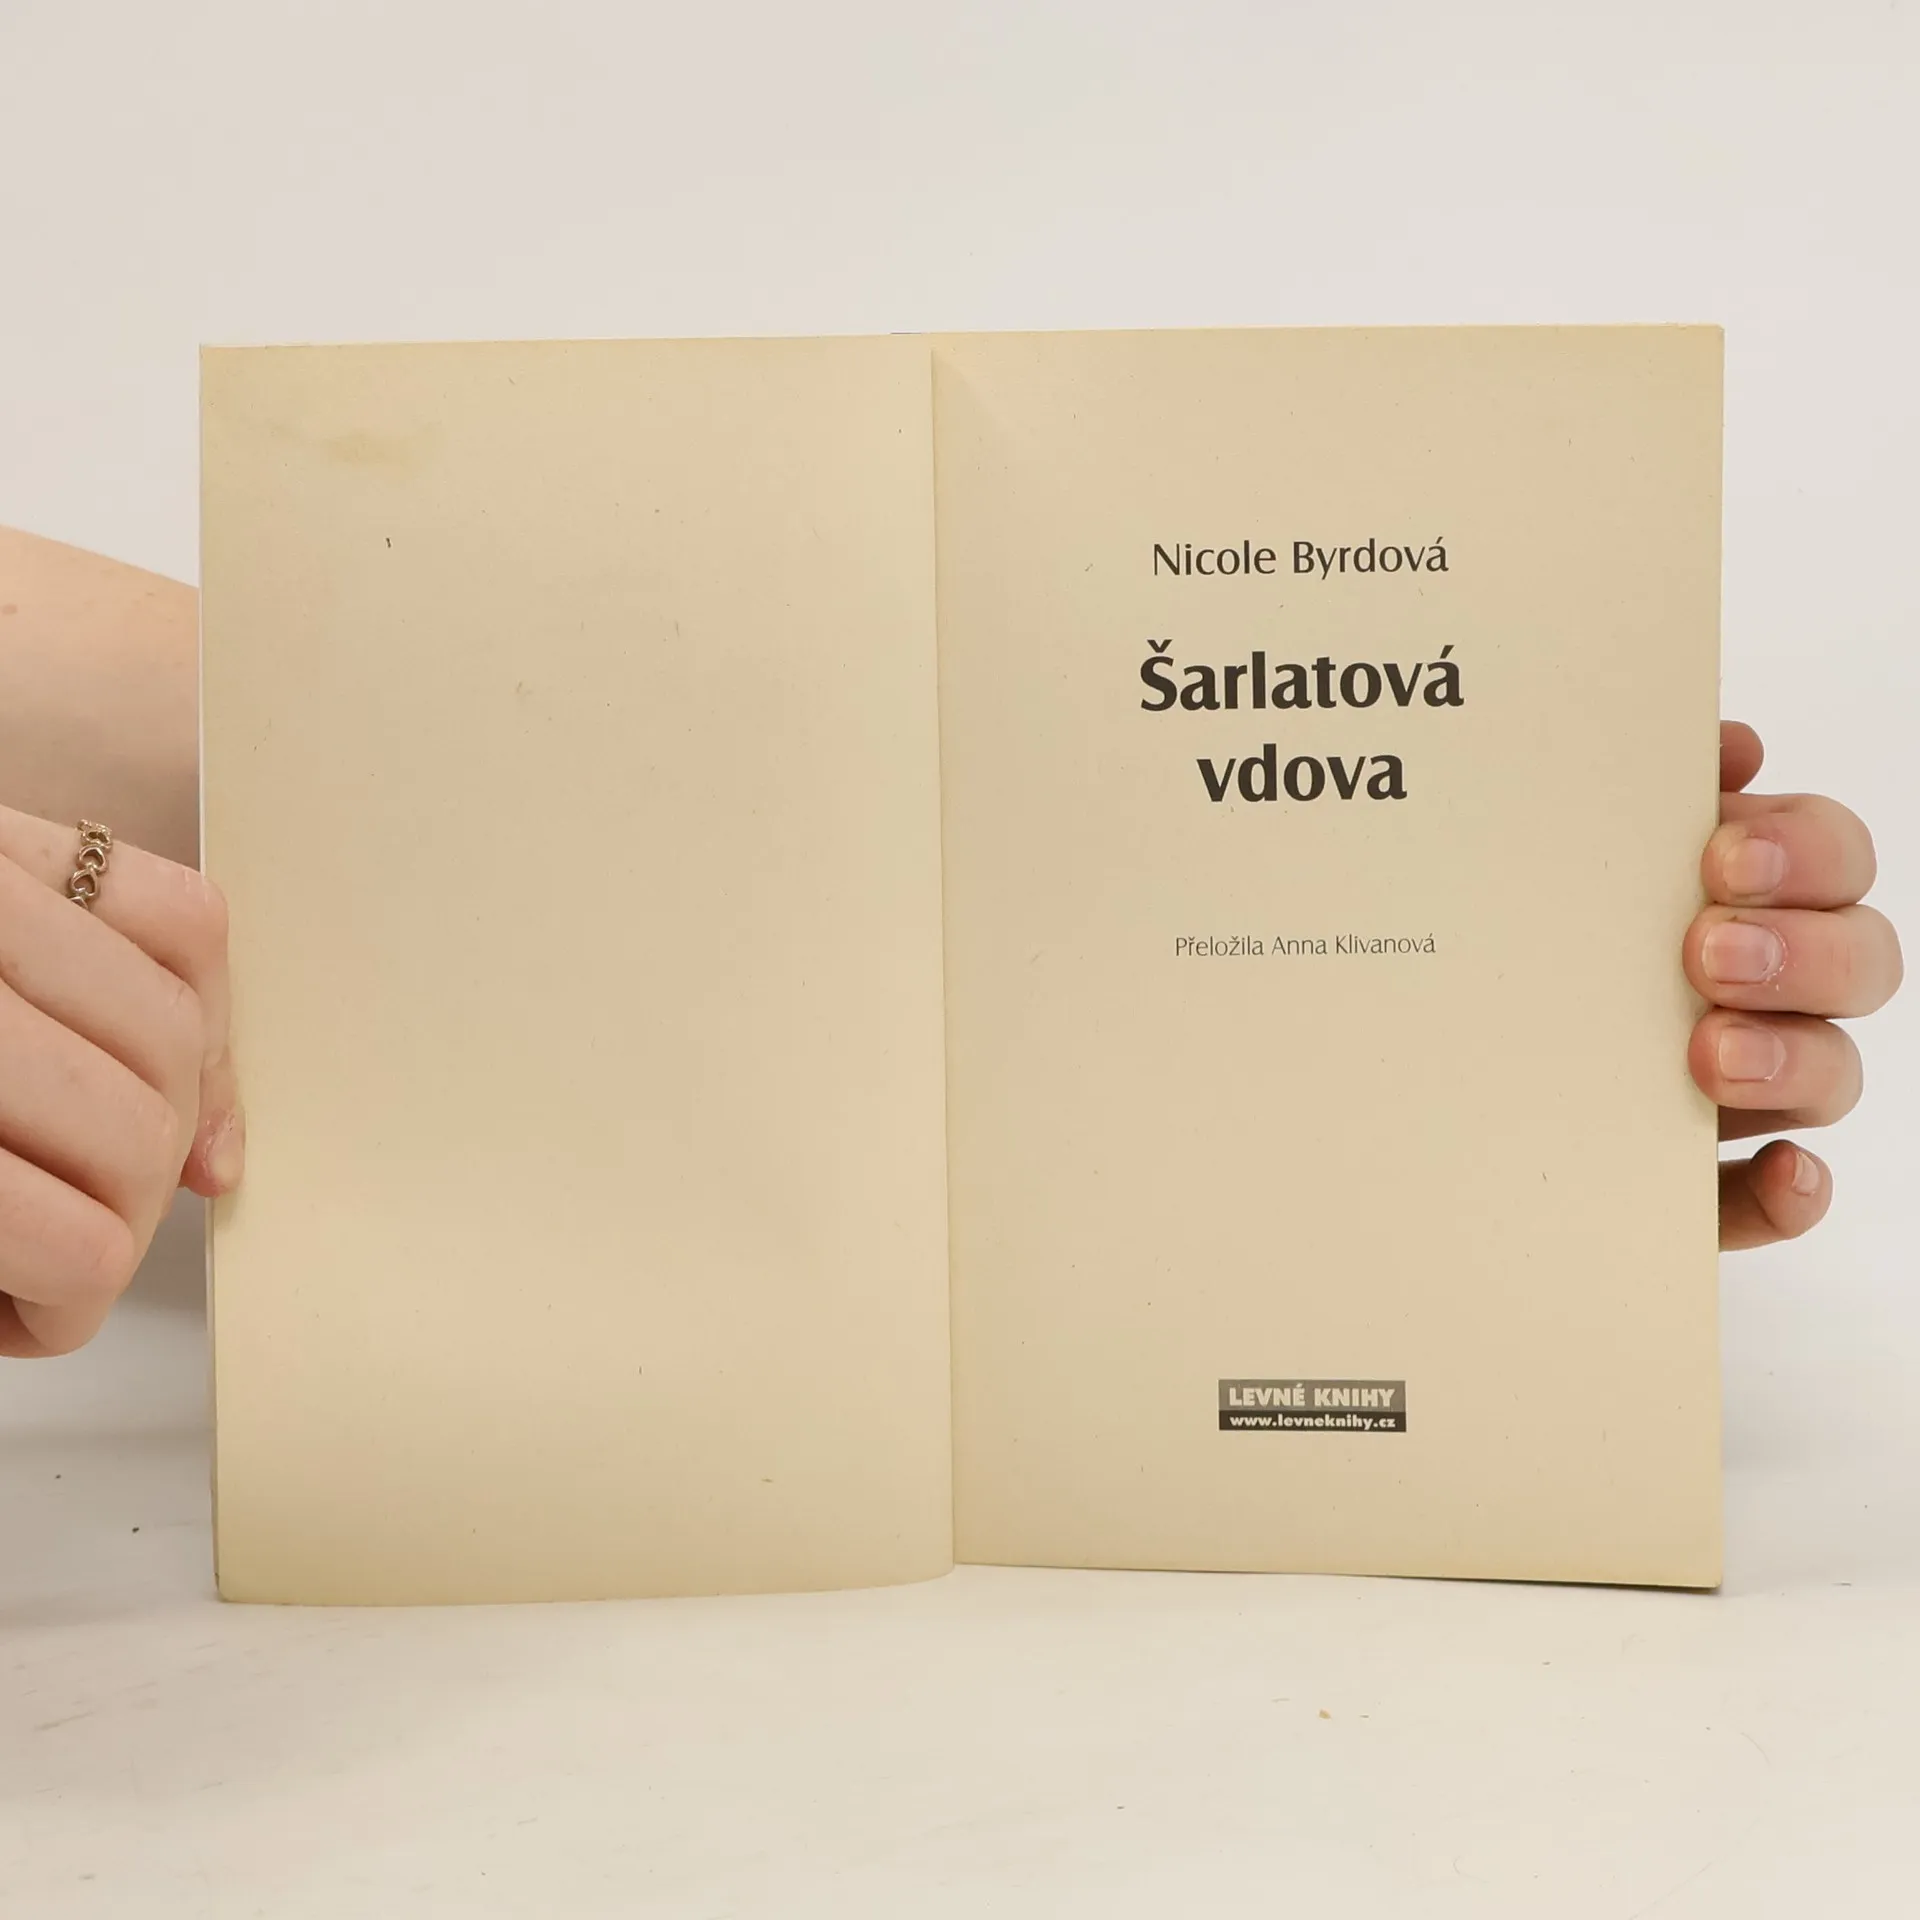 Nicole Byrdová
Šarlatová
vdova
Přeložila Anna Klivanová
LEVNÉ KNIHY
www.levneknihy.cz